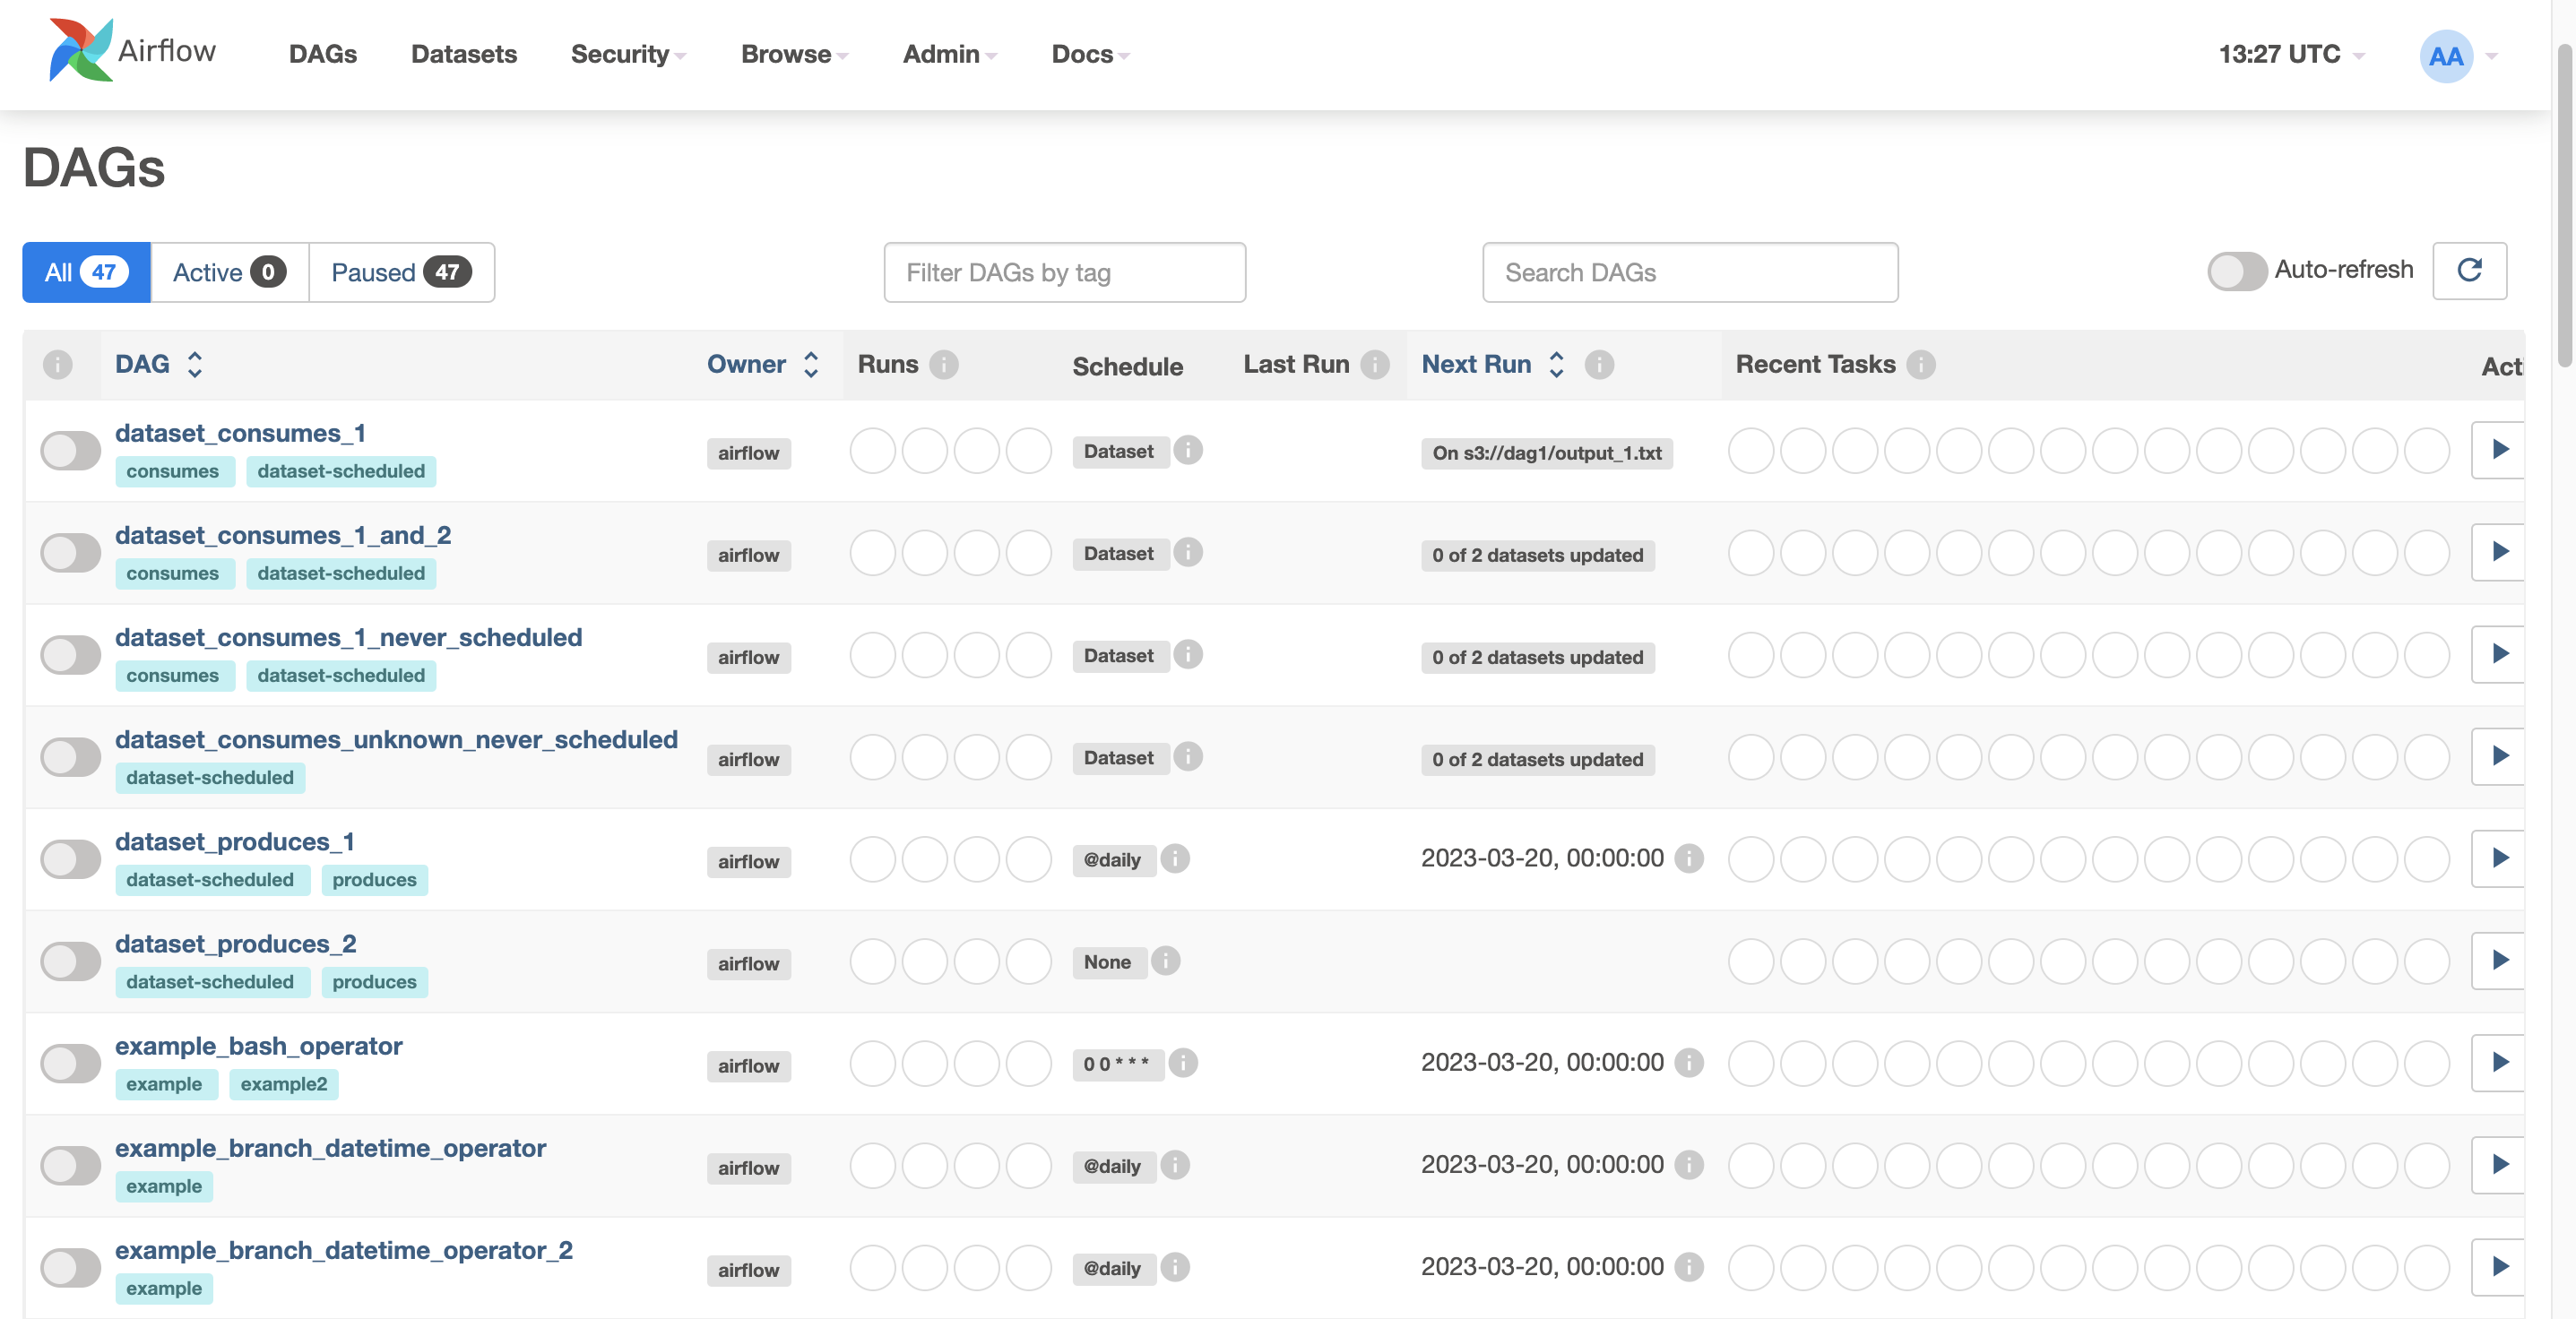 Airflow DAGs Datasets Security Browse Admin Docs 13:27 UTC AA
DAGs
All 47 Active 0 Paused 47 Filter DAGs by tag Search DAGs Auto-refresh
DAG Owner Runs Schedule Last Run Next Run Recent Tasks Acti
dataset_consumes_1
consumes dataset-scheduled airflow Dataset On s3://dag1/output_1.txt
dataset_consumes_1_and_2
consumes dataset-scheduled airflow Dataset 0 of 2 datasets updated
dataset_consumes_1_never_scheduled
consumes dataset-scheduled airflow Dataset 0 of 2 datasets updated
dataset_consumes_unknown_never_scheduled
dataset-scheduled airflow Dataset 0 of 2 datasets updated
dataset_produces_1
dataset-scheduled produces airflow @daily 2023-03-20, 00:00:00
dataset_produces_2
dataset-scheduled produces airflow None
example_bash_operator
example example2 airflow 0 0 * * * 2023-03-20, 00:00:00
example_branch_datetime_operator
example airflow @daily 2023-03-20, 00:00:00
example_branch_datetime_operator_2
example airflow @daily 2023-03-20, 00:00:00